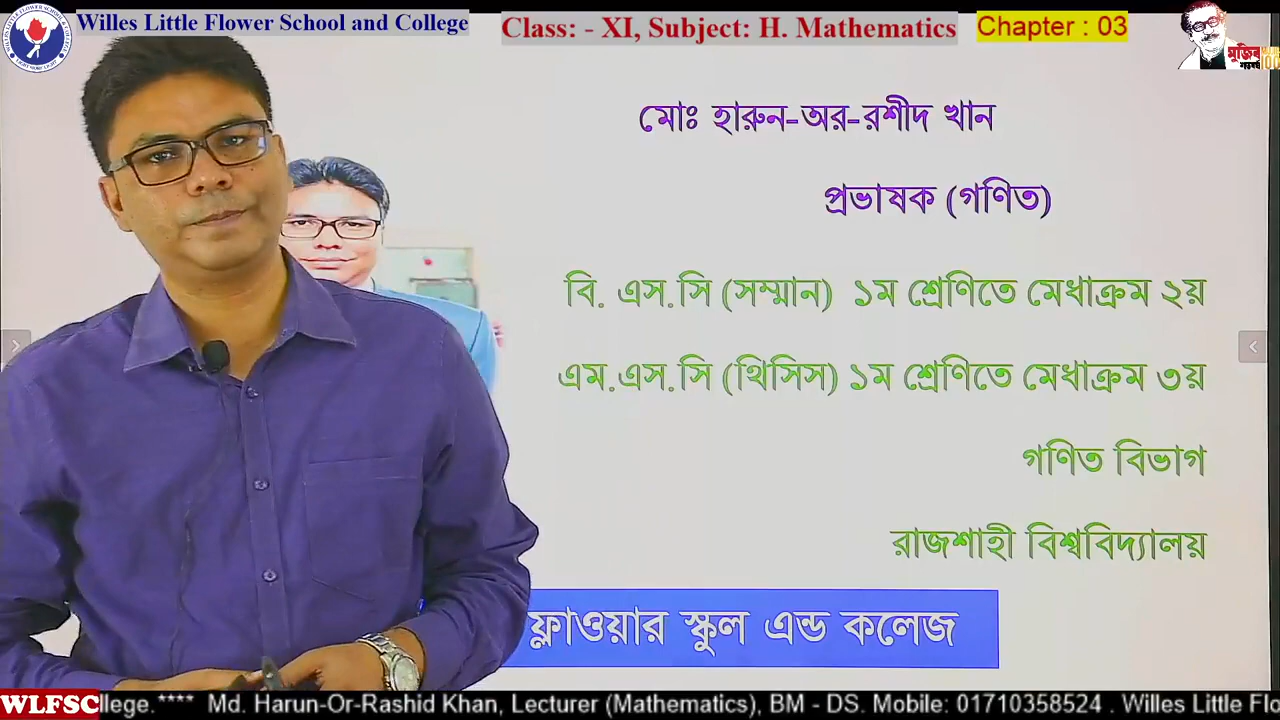 Willes Little Flower School and College
Class: - XI, Subject: H. Mathematics
Chapter : 03
মুজিব
মোঃ হারুন-অর-রশীদ খান
প্রভাষক (গণিত)
বি. এস.সি (সম্মান) ১ম শ্রেণিতে মেধাক্রম ২য়
এম.এস.সি (থিসিস) ১ম শ্রেণিতে মেধাক্রম ৩য়
গণিত বিভাগ
রাজশাহী বিশ্ববিদ্যালয়
ফ্লাওয়ার স্কুল এন্ড কলেজ
WLFSC llege.**** Md. Harun-Or-Rashid Khan, Lecturer (Mathematics), BM - DS. Mobile: 01710358524 . Willes Little Flo